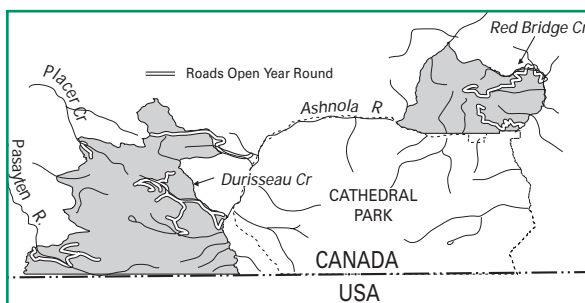 Red Bridge Cr
Roads Open Year Round
Placer Cr
Ashnola R
Pasayten R.
Durisseau Cr
CATHEDRAL
PARK
CANADA
USA